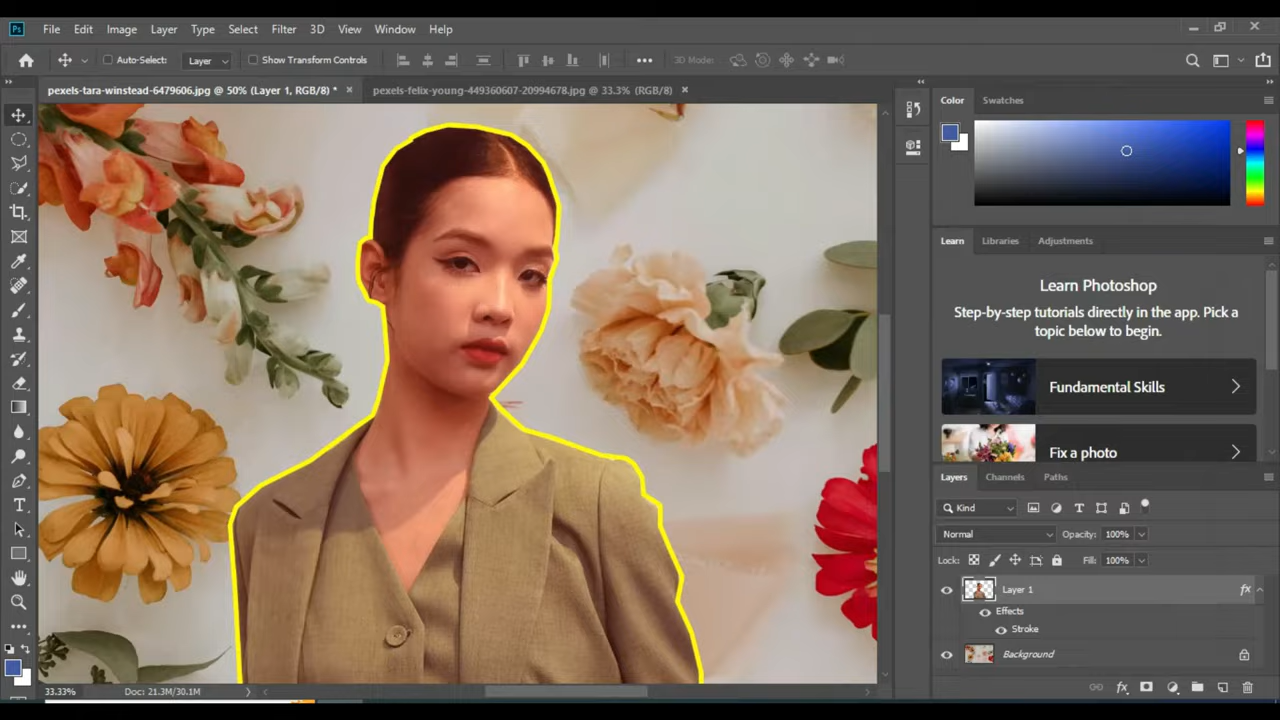 Ps File Edit Image Layer Type Select Filter 3D View Window Help
Auto-Select: Layer Show Transform Controls 3D Mode:
pexels-tara-winstead-6479606.jpg @ 50% (Layer 1, RGB/8) * × pexels-felix-young-449360607-20994678.jpg @ 33.3% (RGB/8) ×
Color Swatches
Learn Libraries Adjustments
Learn Photoshop
Step-by-step tutorials directly in the app. Pick a
topic below to begin.
Fundamental Skills
Fix a photo
Layers Channels Paths
Kind
Normal Opacity: 100%
Lock: Fill: 100%
Layer 1 fx
Effects
Stroke
Background
fx
33.33% Doc: 21.3M/30.1M